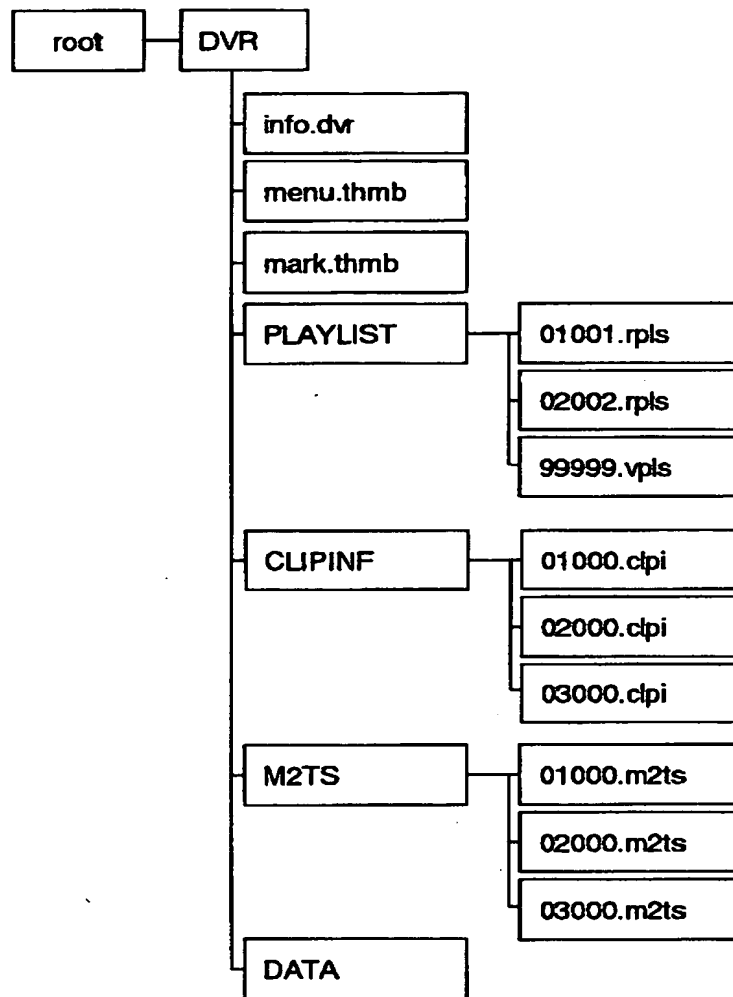 root
DVR
info.dvr
menu.thmb
mark.thmb
PLAYLIST
01001.rpls
02002.rpls
99999.vpls
CLIPINF
01000.clpi
02000.clpi
03000.clpi
M2TS
01000.m2ts
02000.m2ts
03000.m2ts
DATA